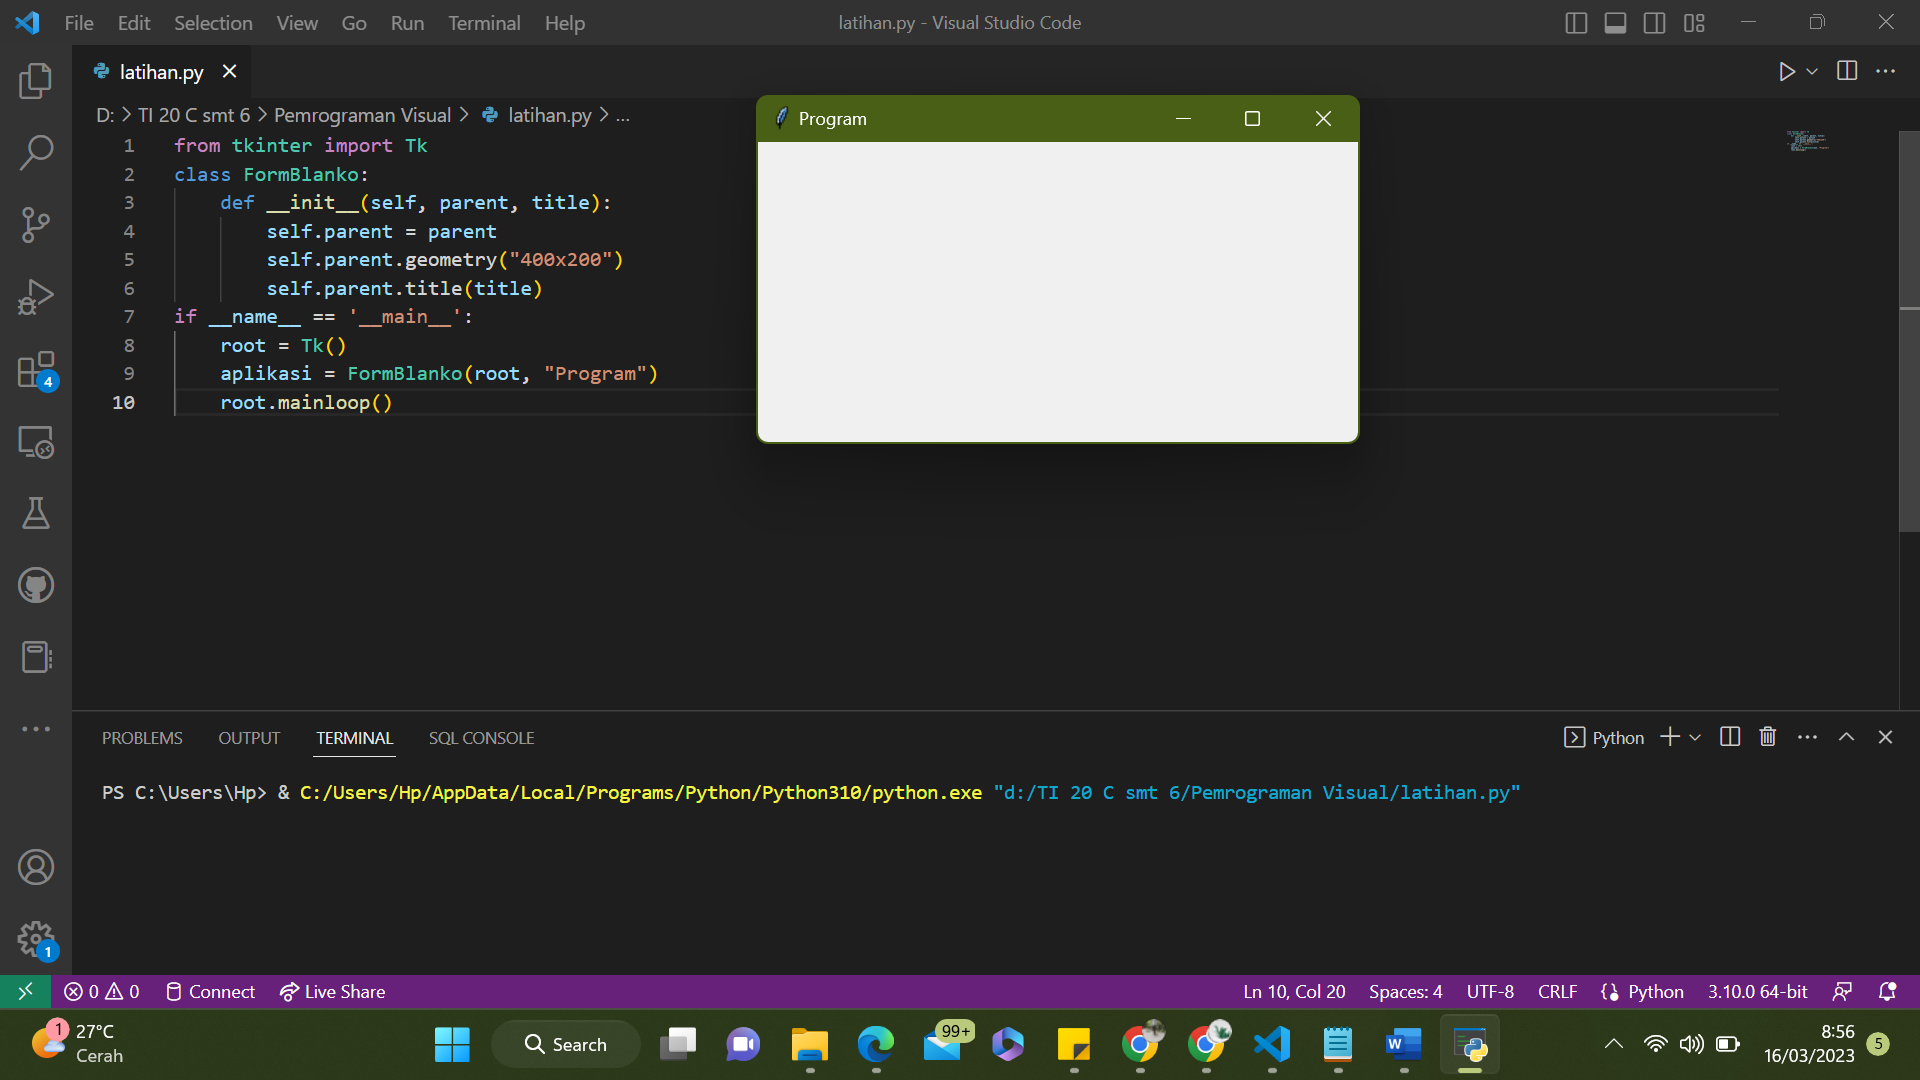 File Edit Selection View Go Run Terminal Help
latihan.py - Visual Studio Code
latihan.py
D: > TI 20 C smt 6 > Pemrograman Visual > latihan.py > ...
1 from tkinter import Tk
2 class FormBlanko:
3     def __init__(self, parent, title):
4         self.parent = parent
5         self.parent.geometry("400x200")
6         self.parent.title(title)
7 if __name__ == '__main__':
8     root = Tk()
9     aplikasi = FormBlanko(root, "Program")
10     root.mainloop()
Program
4
PROBLEMS OUTPUT TERMINAL SQL CONSOLE
Python
PS C:\Users\Hp> & C:/Users/Hp/AppData/Local/Programs/Python/Python310/python.exe "d:/TI 20 C smt 6/Pemrograman Visual/latihan.py"
1
0 0 Connect Live Share
Ln 10, Col 20 Spaces: 4 UTF-8 CRLF Python 3.10.0 64-bit
1
27°C
Cerah
Search
99+
8:56
16/03/2023
5